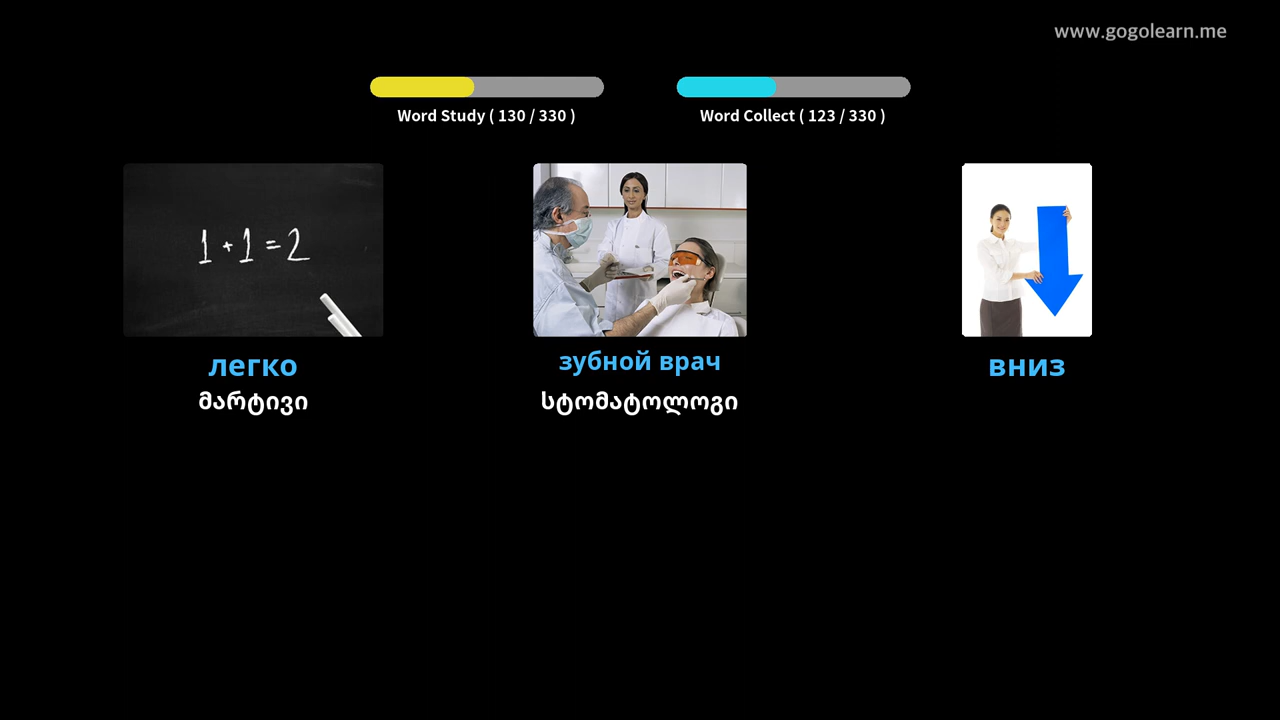 www.gogolearn.me
Word Study ( 130 / 330 )
Word Collect ( 123 / 330 )
1 + 1 = 2
легко
მარტივი
зубной врач
სტომატოლოგი
вниз